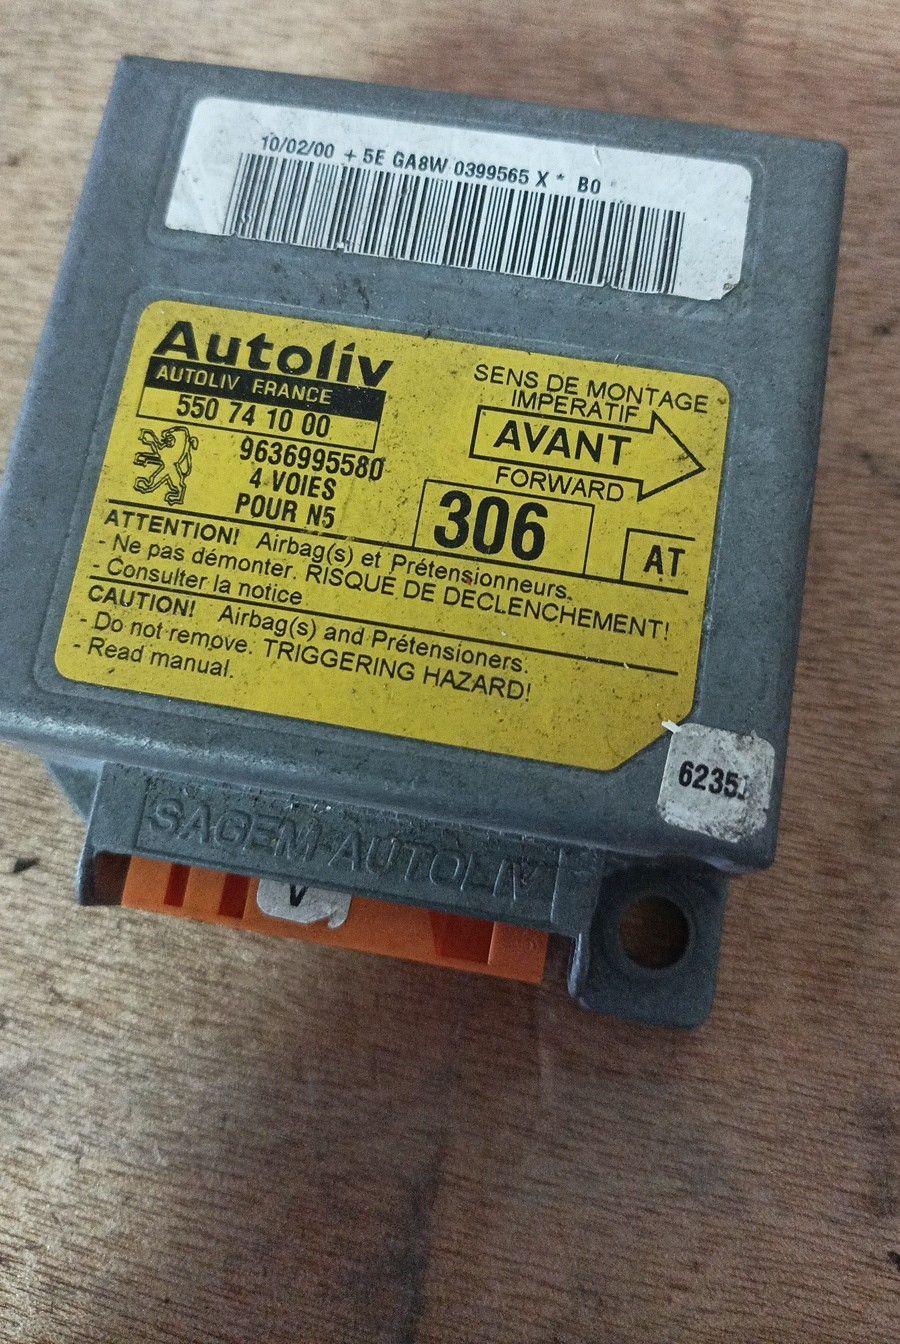 10/02/00 + 5E GA8W 0399565 X * B0
Autoliv
AUTOLIV FRANCE
550 74 10 00
9636995580
4 VOIES
POUR N5
SENS DE MONTAGE
IMPERATIF
AVANT
FORWARD
306
AT
ATTENTION! Airbag(s) et Prétensionneurs.
- Ne pas démonter. RISQUE DE DECLENCHEMENT!
- Consulter la notice
CAUTION! Airbag(s) and Prétensioners.
- Do not remove. TRIGGERING HAZARD!
- Read manual.
SAGEM-AUTOLIV
V